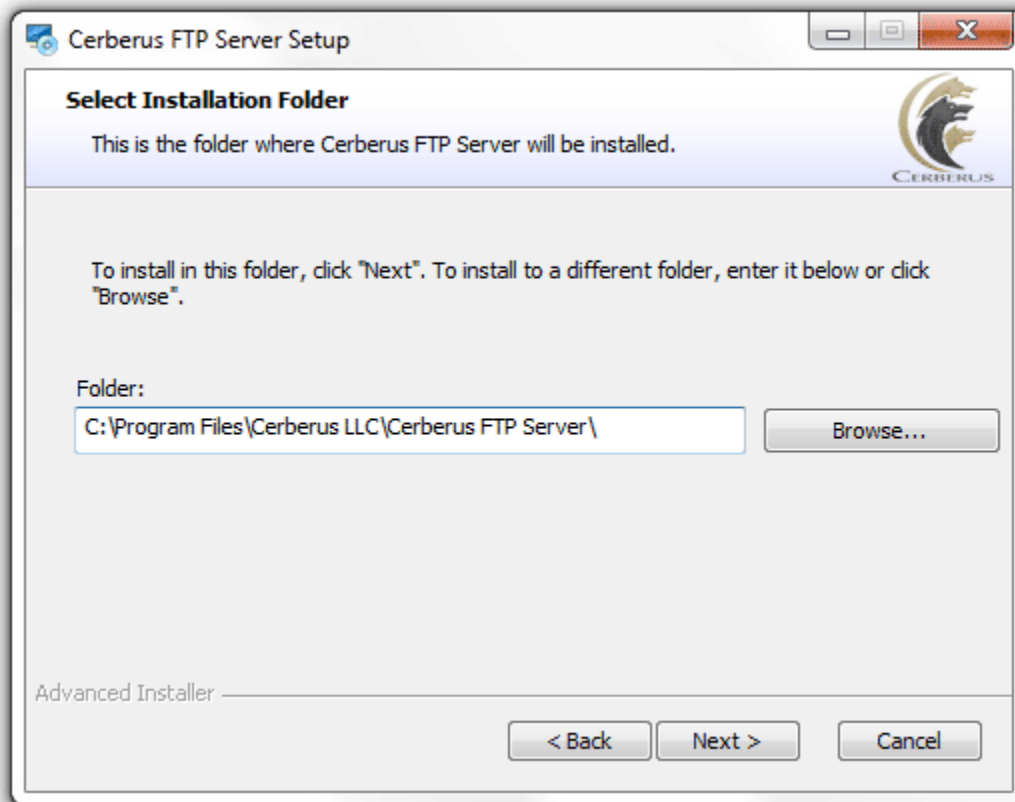 Cerberus FTP Server Setup
Select Installation Folder
This is the folder where Cerberus FTP Server will be installed.
CERBERUS
To install in this folder, click "Next". To install to a different folder, enter it below or click
"Browse".
Folder:
C:\Program Files\Cerberus LLC\Cerberus FTP Server\
Browse...
Advanced Installer
< Back
Next >
Cancel